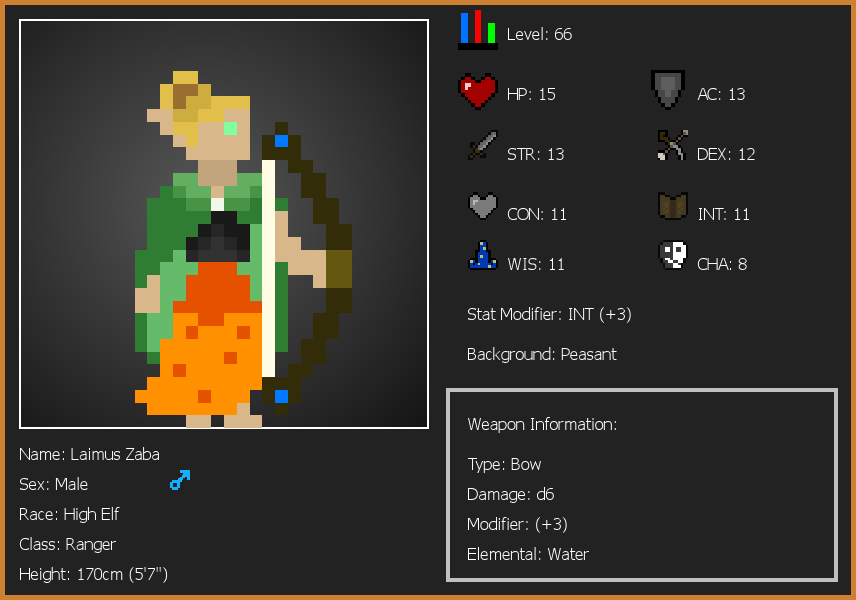 Level: 66
HP: 15
AC: 13
STR: 13
DEX: 12
CON: 11
INT: 11
WIS: 11
CHA: 8
Stat Modifier: INT (+3)
Background: Peasant
Weapon Information:
Type: Bow
Damage: d6
Modifier: (+3)
Elemental: Water
Name: Laimus Zaba
Sex: Male
Race: High Elf
Class: Ranger
Height: 170cm (5'7")